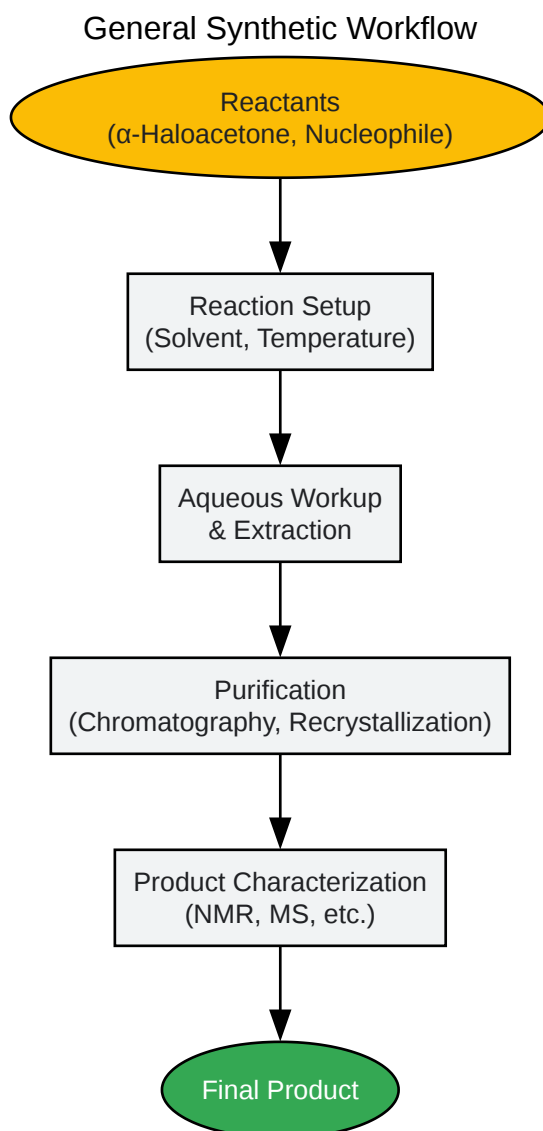 General Synthetic Workflow
Reactants
(α-Haloacetone, Nucleophile)
Reaction Setup
(Solvent, Temperature)
Aqueous Workup
& Extraction
Purification
(Chromatography, Recrystallization)
Product Characterization
(NMR, MS, etc.)
Final Product